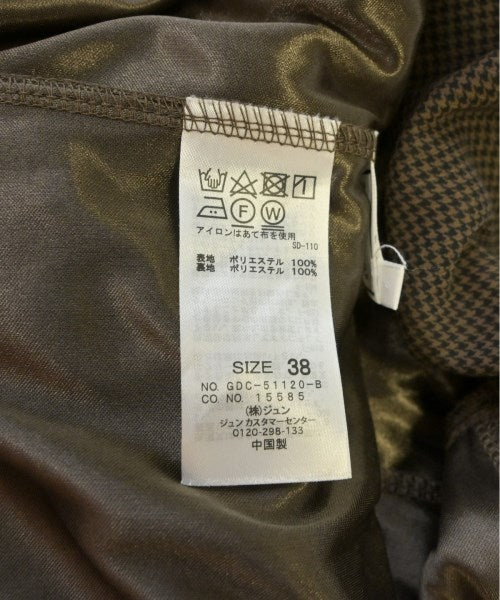 F W
アイロンはあて布を使用
SD-110
表地 ポリエステル 100%
裏地 ポリエステル 100%
SIZE 38
NO. GDC-51120-B
CO. NO. 15585
(株)ジュン
ジュン カスタマーセンター
0120-298-133
中国製